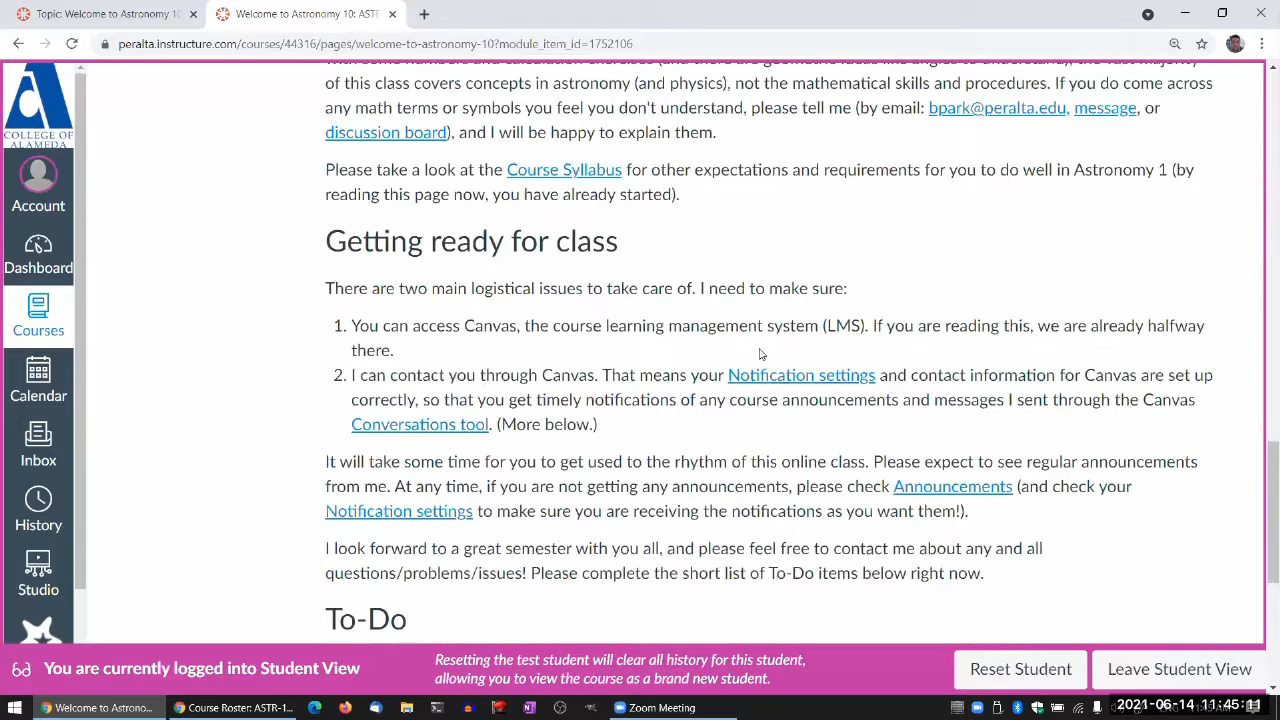 Topic: Welcome to Astronomy 10
Welcome to Astronomy 10: AST
peralta.instructure.com/courses/44316/pages/welcome-to-astronomy-10?module_item_id=1752106
COLLEGE OF
ALAMEDA
Account
Dashboard
Courses
Calendar
Inbox
History
Studio
of this class covers concepts in astronomy (and physics), not the mathematical skills and procedures. If you do come across
any math terms or symbols you feel you don't understand, please tell me (by email: bpark@peralta.edu, message, or
discussion board), and I will be happy to explain them.
Please take a look at the Course Syllabus for other expectations and requirements for you to do well in Astronomy 1 (by
reading this page now, you have already started).
Getting ready for class
There are two main logistical issues to take care of. I need to make sure:
1. You can access Canvas, the course learning management system (LMS). If you are reading this, we are already halfway
there.
2. I can contact you through Canvas. That means your Notification settings and contact information for Canvas are set up
correctly, so that you get timely notifications of any course announcements and messages I sent through the Canvas
Conversations tool. (More below.)
It will take some time for you to get used to the rhythm of this online class. Please expect to see regular announcements
from me. At any time, if you are not getting any announcements, please check Announcements (and check your
Notification settings to make sure you are receiving the notifications as you want them!).
I look forward to a great semester with you all, and please feel free to contact me about any and all
questions/problems/issues! Please complete the short list of To-Do items below right now.
To-Do
You are currently logged into Student View
Resetting the test student will clear all history for this student,
allowing you to view the course as a brand new student.
Reset Student
Leave Student View
Welcome to Astrono...
Course Roster: ASTR-1...
Zoom Meeting
2021-06-14 11:45:11